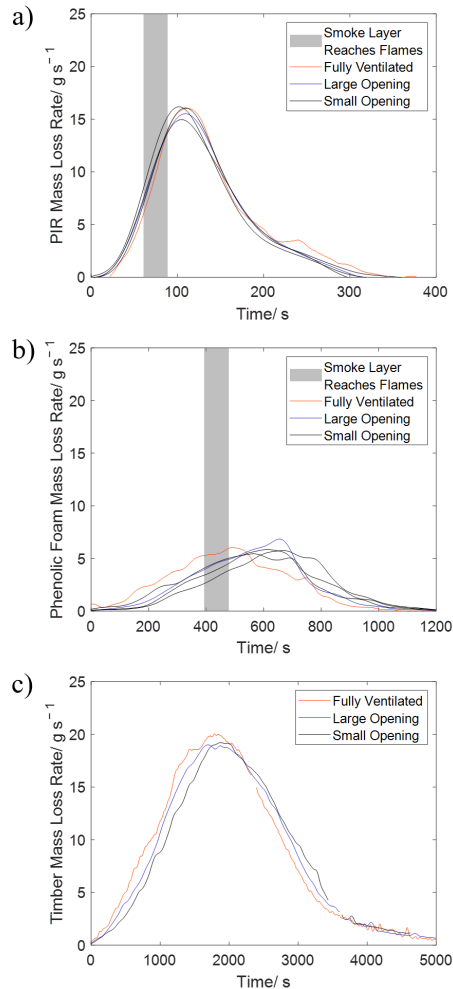 a)
25
20
15
10
5
0
PIR Mass Loss Rate/ g s⁻¹
Smoke Layer
Reaches Flames
Fully Ventilated
Large Opening
Small Opening
0 100 200 300 400
Time/ s
b)
25
20
15
10
5
0
Phenolic Foam Mass Loss Rate/ g s⁻¹
Smoke Layer
Reaches Flames
Fully Ventilated
Large Opening
Small Opening
0 200 400 600 800 1000 1200
Time/ s
c)
25
20
15
10
5
0
Timber Mass Loss Rate/ g s⁻¹
Fully Ventilated
Large Opening
Small Opening
0 1000 2000 3000 4000 5000
Time/ s